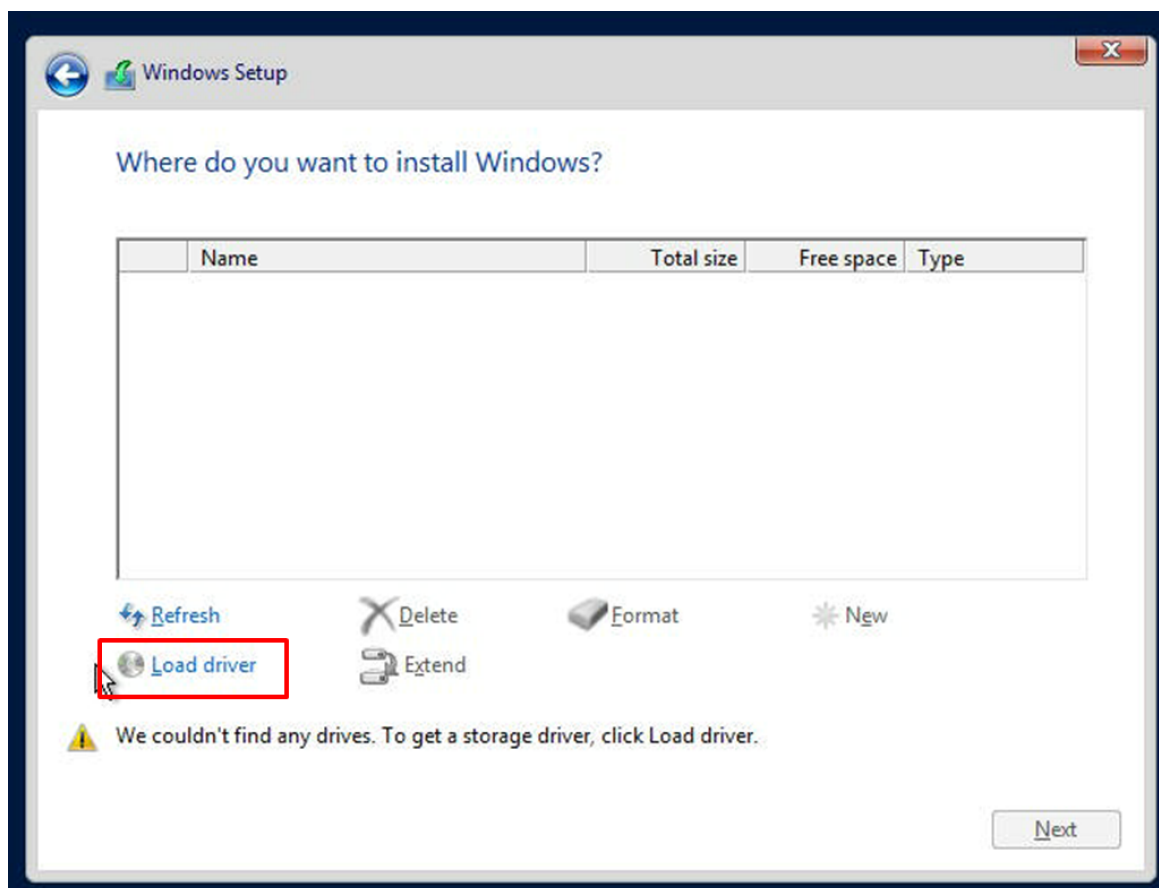 Windows Setup
Where do you want to install Windows?
Name Total size Free space Type
Refresh Delete Format New
Load driver Extend
We couldn't find any drives. To get a storage driver, click Load driver.
Next